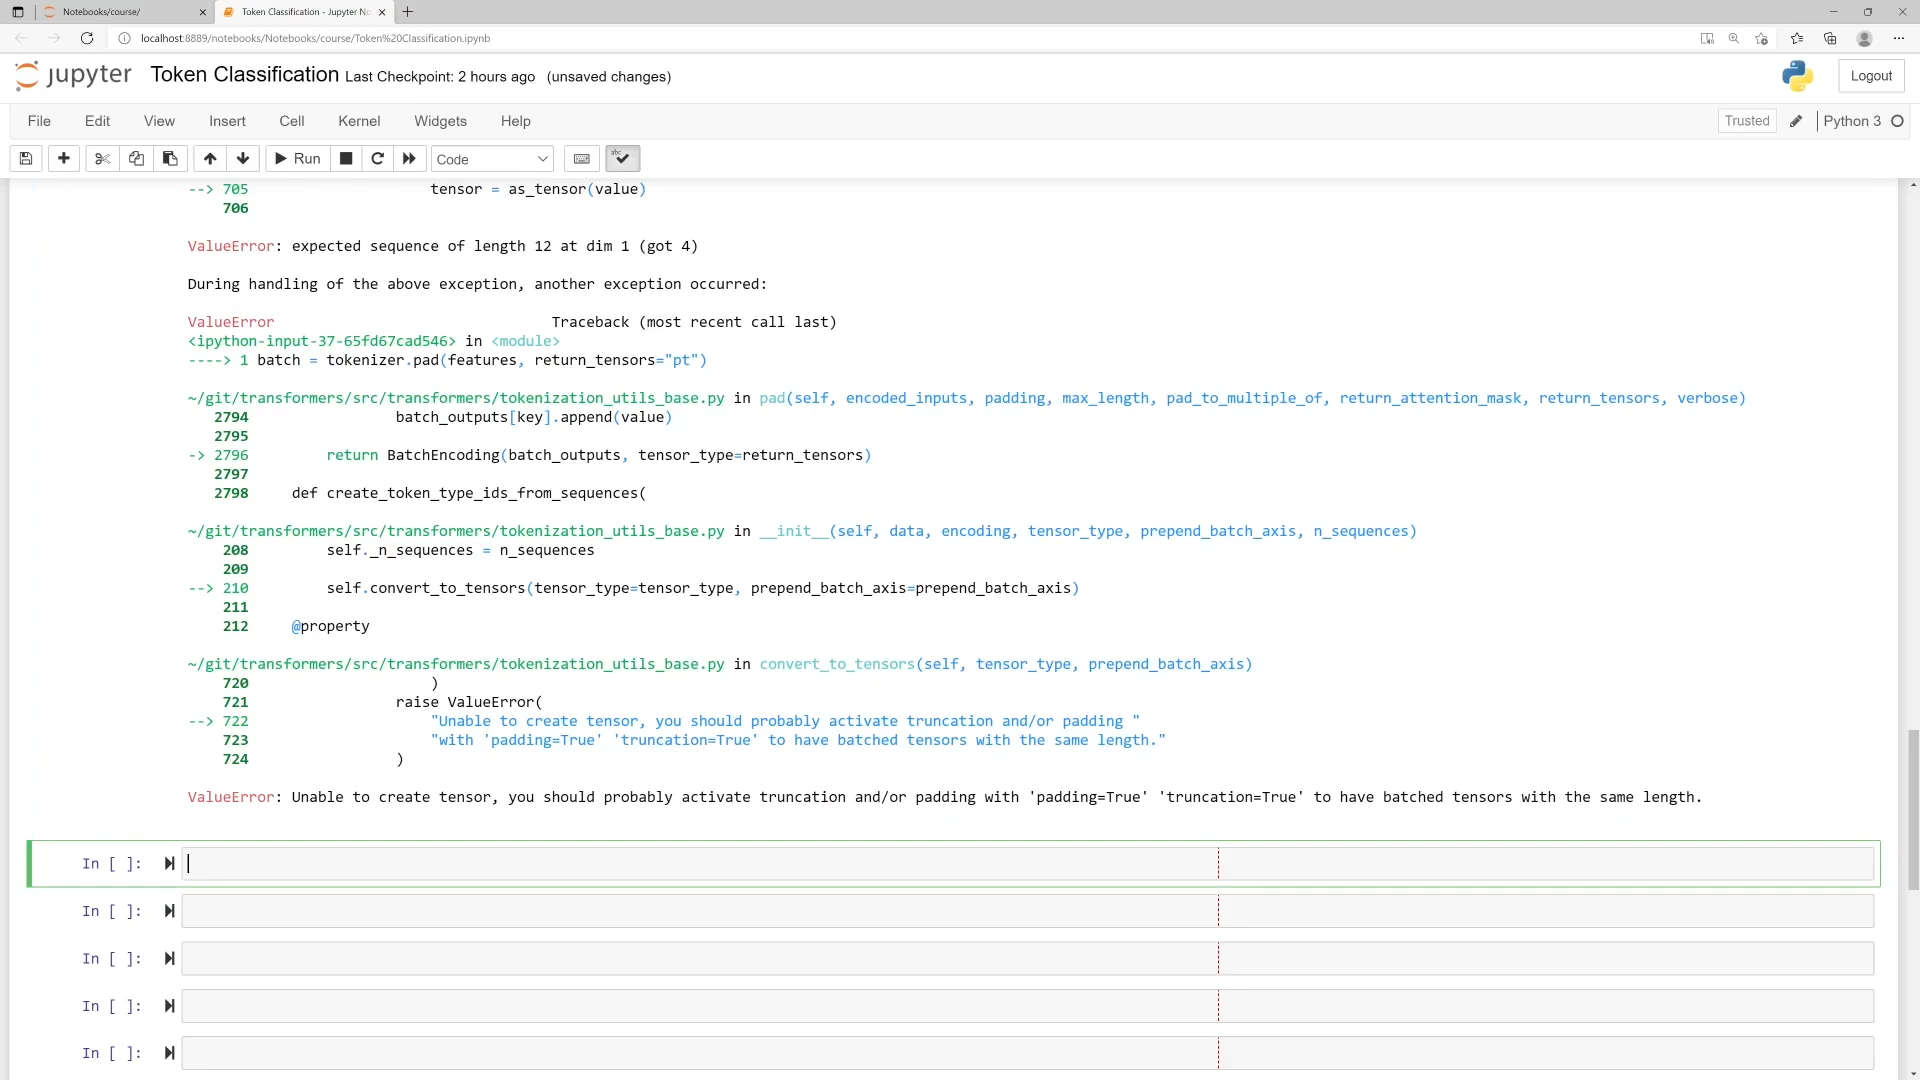 Notebooks/course/
Token Classification - Jupyter No
localhost:8889/notebooks/Notebooks/course/Token%20Classification.ipynb
jupyter Token Classification Last Checkpoint: 2 hours ago (unsaved changes)
Logout
File Edit View Insert Cell Kernel Widgets Help
Trusted Python 3
Run Code
--> 705 tensor = as_tensor(value)
706
ValueError: expected sequence of length 12 at dim 1 (got 4)
During handling of the above exception, another exception occurred:
ValueError Traceback (most recent call last)
<ipython-input-37-65fd67cad546> in <module>
----> 1 batch = tokenizer.pad(features, return_tensors="pt")
~/git/transformers/src/transformers/tokenization_utils_base.py in pad(self, encoded_inputs, padding, max_length, pad_to_multiple_of, return_attention_mask, return_tensors, verbose)
2794 batch_outputs[key].append(value)
2795
-> 2796 return BatchEncoding(batch_outputs, tensor_type=return_tensors)
2797
2798 def create_token_type_ids_from_sequences(
~/git/transformers/src/transformers/tokenization_utils_base.py in __init__(self, data, encoding, tensor_type, prepend_batch_axis, n_sequences)
208 self._n_sequences = n_sequences
209
--> 210 self.convert_to_tensors(tensor_type=tensor_type, prepend_batch_axis=prepend_batch_axis)
211
212 @property
~/git/transformers/src/transformers/tokenization_utils_base.py in convert_to_tensors(self, tensor_type, prepend_batch_axis)
720 )
721 raise ValueError(
--> 722 "Unable to create tensor, you should probably activate truncation and/or padding "
723 "with 'padding=True' 'truncation=True' to have batched tensors with the same length."
724 )
ValueError: Unable to create tensor, you should probably activate truncation and/or padding with 'padding=True' 'truncation=True' to have batched tensors with the same length.
In [ ]:
In [ ]:
In [ ]:
In [ ]:
In [ ]: